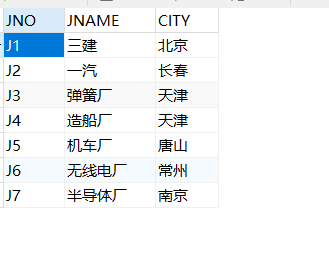 JNO JNAME CITY
J1 三建 北京
J2 一汽 长春
J3 弹簧厂 天津
J4 造船厂 天津
J5 机车厂 唐山
J6 无线电厂 常州
J7 半导体厂 南京